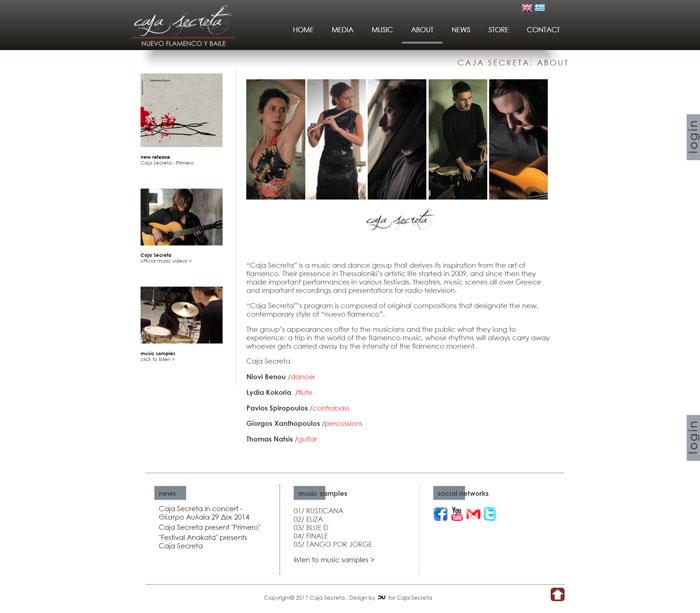 caja secreta
NUEVO FLAMENCO Y BAILE
HOME MEDIA MUSIC ABOUT NEWS STORE CONTACT
CAJA SECRETA: ABOUT
login
new release
Caja Secreta - Primero
Caja Secreta
official music videos >
music samples
click to listen >
caja secreta
“Caja Secreta” is a music and dance group that derives its inspiration from the art of
flamenco. Their presence in Thessaloniki’s artistic life started in 2009, and since then they
made important performances in various festivals, theatres, music scenes all over Greece
and important recordings and presentations for radio television.
“Caja Secreta”’s program is composed of original compositions that designate the new,
contemporary style of “nuevo flamenco”.
The group’s appearances offer to the musicians and the public what they long to
experience: a trip in the world of the flamenco music, whose rhythms will always carry away
whoever gets carried away by the intensity of the flamenco moment.
Caja Secreta
Niovi Benou /dancer
Lydia Kokoria /flute
Pavlos Spiropoulos /contrabass
Giorgos Xanthopoulos /percussions
Thomas Natsis /guitar
login
news
Caja Secreta in concert -
Θέατρο Αυλαία 29 Δεκ 2014
Caja Secreta present "Primero"
"Festival Anakata" presents
Caja Secreta
music samples
01/ RUSTICANA
02/ ELIZA
03/ BLUE D
04/ FINALE
05/ TANGO POR JORGE
listen to music samples >
social networks
You
Tube
Copyright© 2017 Caja Secreta . Design by for Caja Secreta